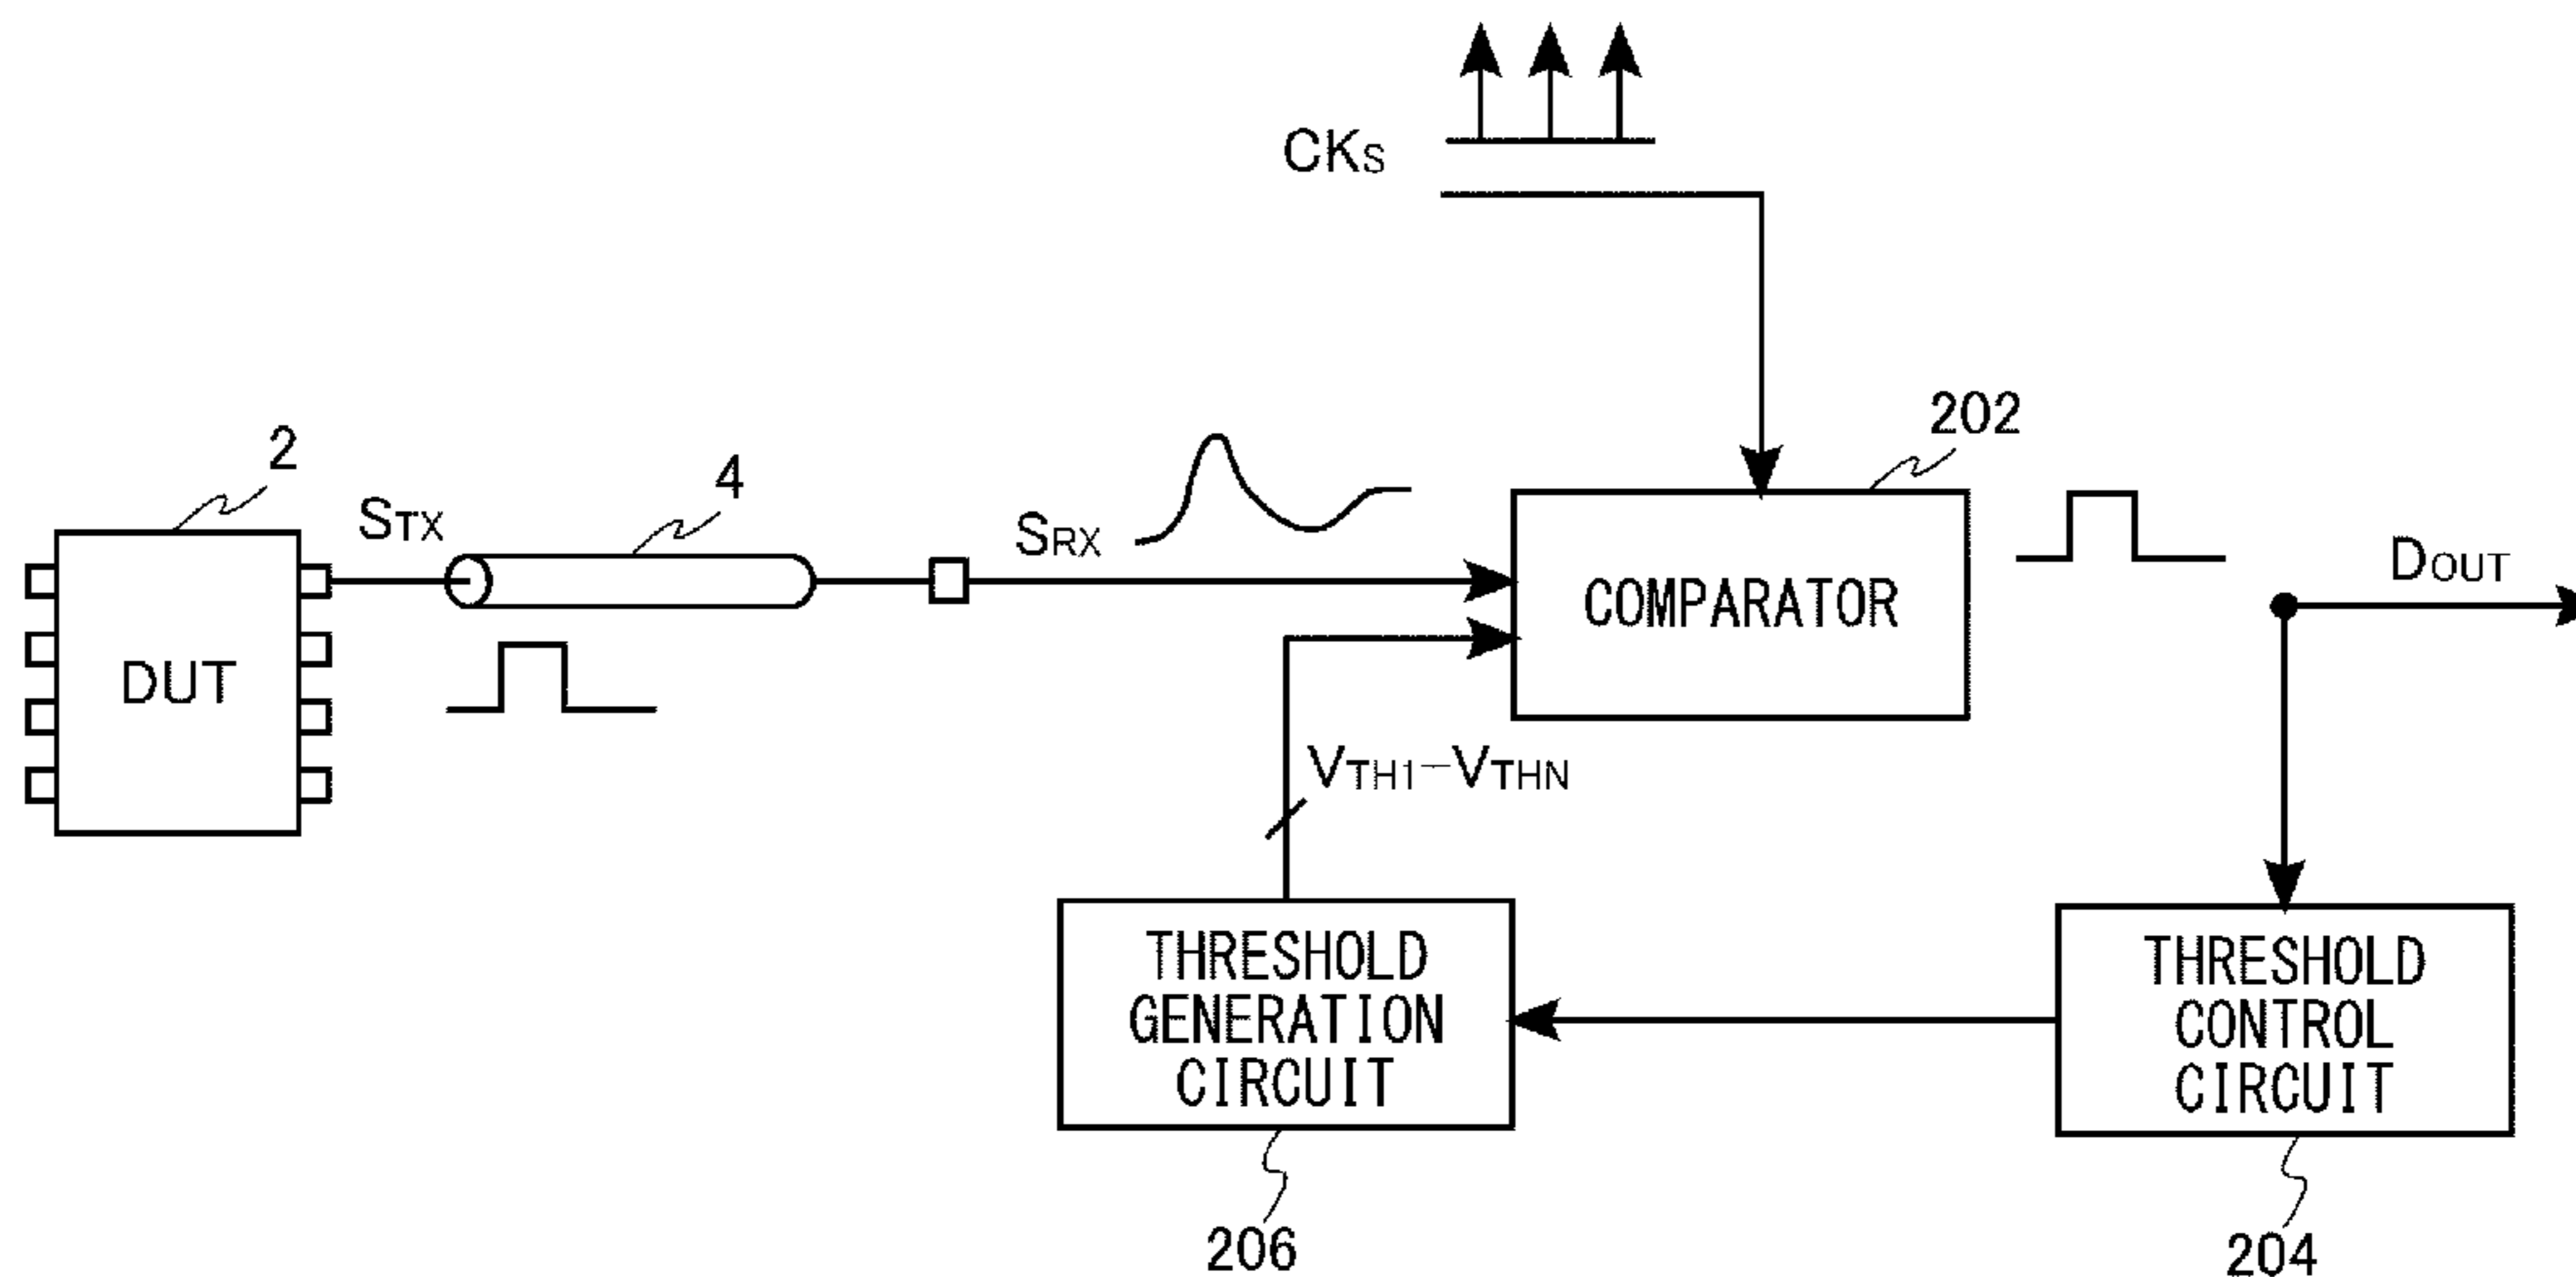 CKS
202
2
4
STX
SRX
DOUT
COMPARATOR
DUT
VTH1–VTHN
THRESHOLD
GENERATION
CIRCUIT
THRESHOLD
CONTROL
CIRCUIT
206
204